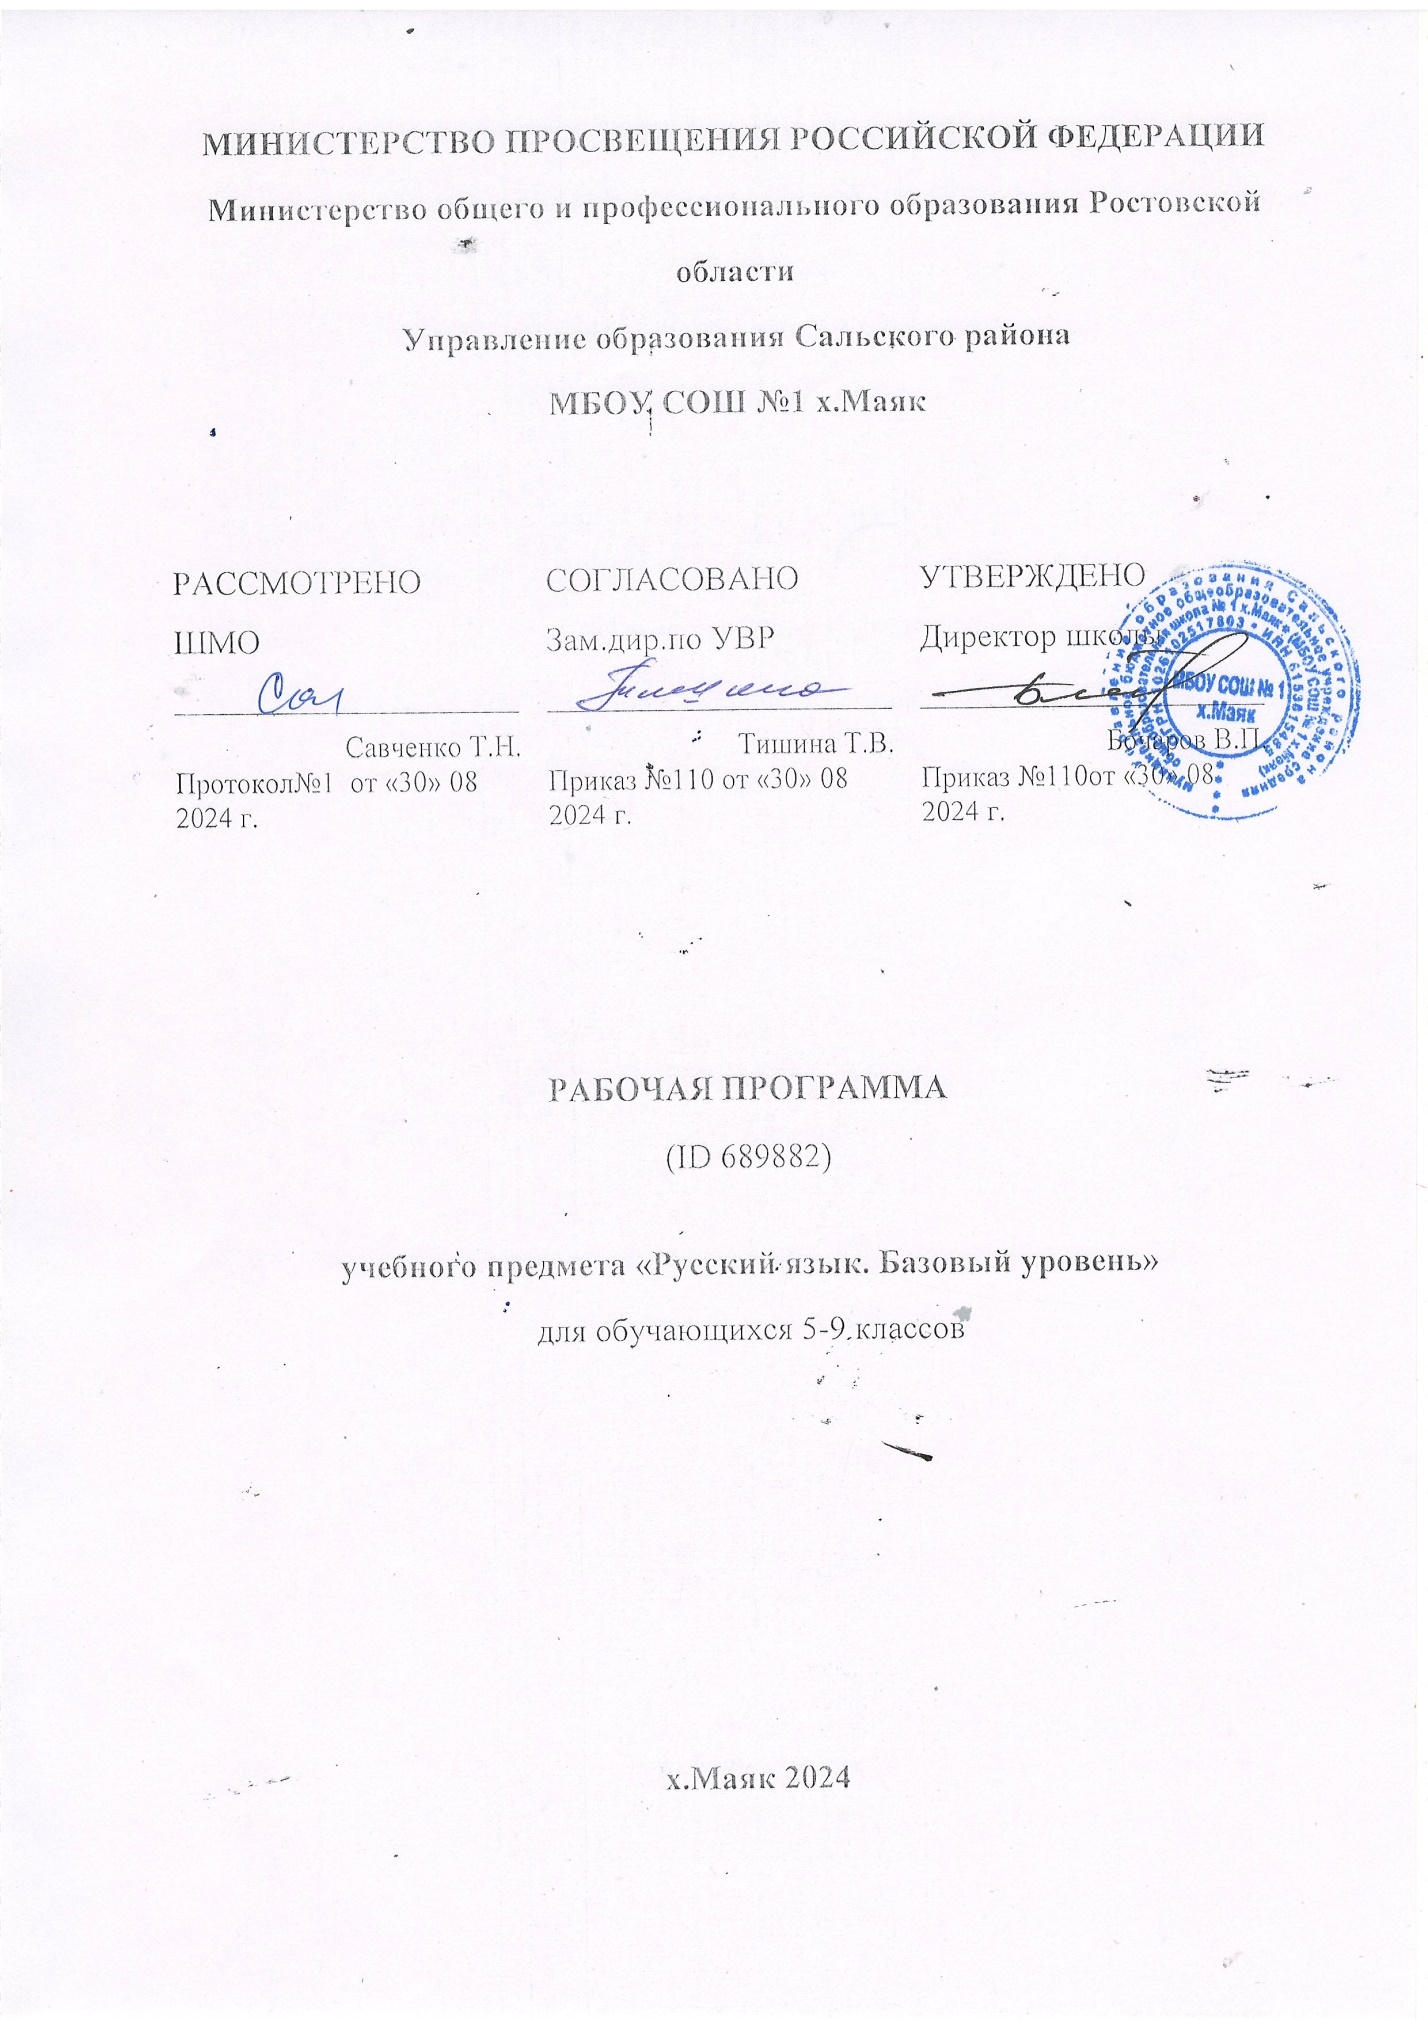 МИНИСТЕРСТВО ПРОСВЕЩЕНИЯ РОССИЙСКОЙ ФЕДЕРАЦИИ
Министерство общего и профессионального образования Ростовской
области
Управление образования Сальского района
МБОУ СОШ №1 х.Маяк
РАССМОТРЕНО
ШМО
Савченко Т.Н.
Протокол№1 от «30» 08
2024 г.
СОГЛАСОВАНО
Зам.дир.по УВР
Тишина Т.В.
Приказ №110 от «30» 08
2024 г.
УТВЕРЖДЕНО
Директор школы
Бочаров В.П.
Приказ №110от «30» 08
2024 г.
МБОУ СОШ № 1
х.Маяк
РАБОЧАЯ ПРОГРАММА
(ID 689882)
учебного предмета «Русский язык. Базовый уровень»
для обучающихся 5-9 классов
х.Маяк 2024